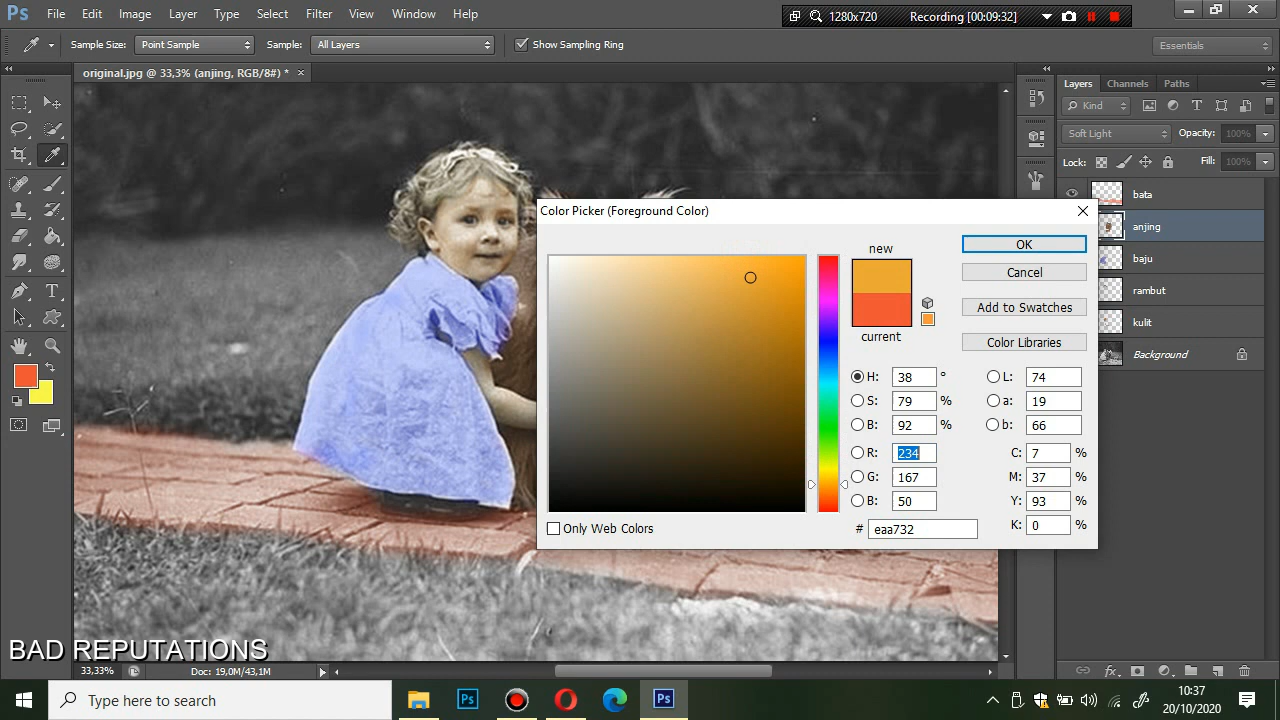 Ps File Edit Image Layer Type Select Filter View Window Help
1280x720 Recording [00:09:32]
Sample Size: Point Sample Sample: All Layers Show Sampling Ring Essentials
original.jpg @ 33,3% (anjing, RGB/8#) * ×
Layers Channels Paths
Kind
Soft Light Opacity: 100%
Lock: Fill: 100%
bata
anjing
baju
rambut
kulit
Background
Color Picker (Foreground Color)
new
current
OK
Cancel
Add to Swatches
Color Libraries
H: 38 ° L: 74
S: 79 % a: 19
B: 92 % b: 66
R: 234 C: 7 %
G: 167 M: 37 %
B: 50 Y: 93 %
# eaa732 K: 0 %
Only Web Colors
BAD REPUTATIONS
33,33% Doc: 19,0M/43,1M
Type here to search
Ps
Ps
10:37
20/10/2020